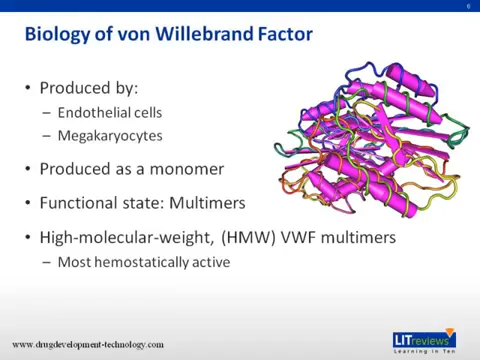 6
Biology of von Willebrand Factor
• Produced by:
– Endothelial cells
– Megakaryocytes
• Produced as a monomer
• Functional state: Multimers
• High-molecular-weight, (HMW) VWF multimers
– Most hemostatically active
www.drugdevelopment-technology.com
LITreviews
Learning in Ten